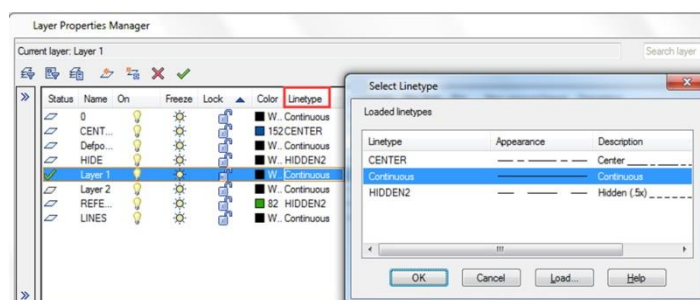 Layer Properties Manager
Current layer: Layer 1
Search layer
Status Name On Freeze Lock Color Linetype
0 W.. Continuous
CENT... 152 CENTER
Defpo... W.. Continuous
HIDE W.. HIDDEN2
Layer 1 W.. Continuous
Layer 2 W.. Continuous
REFE... 82 HIDDEN2
LINES W.. Continuous
Select Linetype
Loaded linetypes
Linetype Appearance Description
CENTER Center
Continuous Continuous
HIDDEN2 Hidden (.5x)
OK Cancel Load... Help